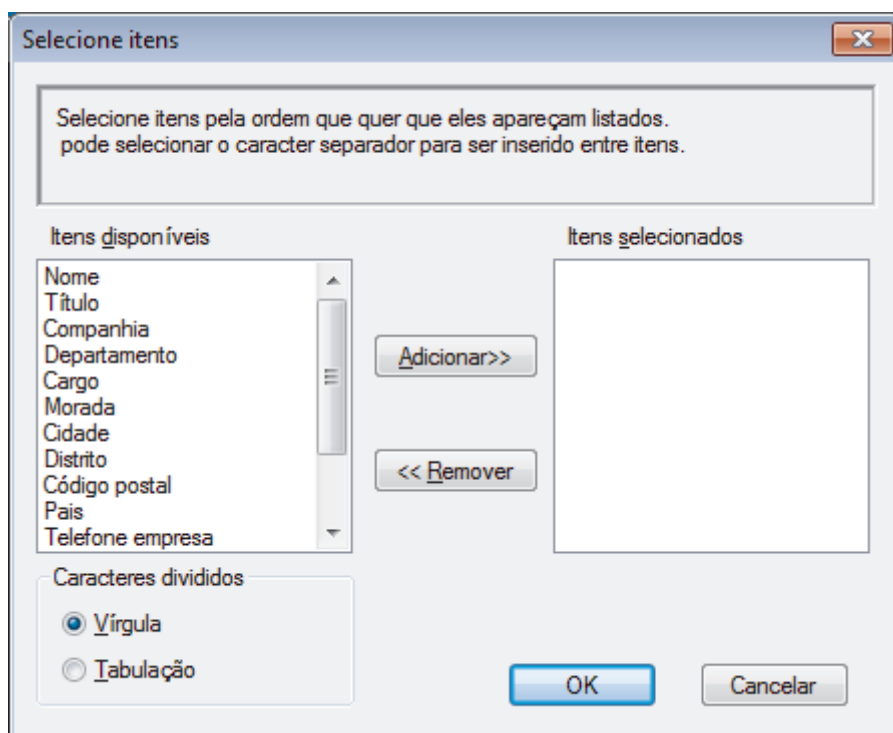 Selecione itens
Selecione itens pela ordem que quer que eles apareçam listados.
pode selecionar o caracter separador para ser inserido entre itens.
Itens disponíveis
Itens selecionados
Nome
Título
Companhia
Departamento
Cargo
Morada
Cidade
Distrito
Código postal
Pais
Telefone empresa
Adicionar>>
<< Remover
Caracteres divididos
Vírgula
Tabulação
OK
Cancelar